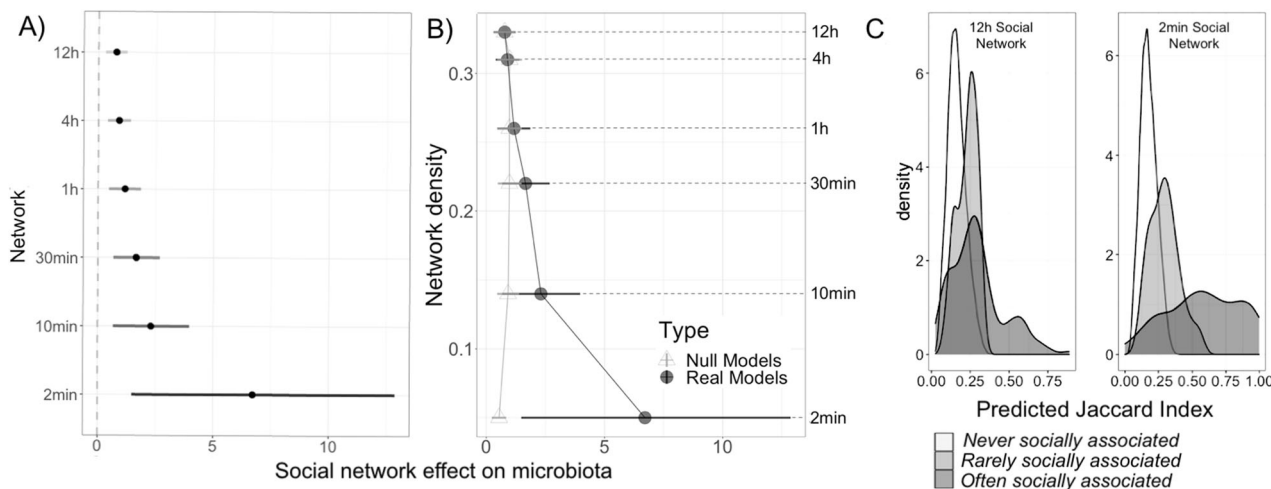 A)
12h
4h
1h
30min
10min
2min
Network
0
5
10
B)
0.3
0.2
0.1
Network density
12h
4h
1h
30min
10min
2min
Type
Null Models
Real Models
0
5
10
Social network effect on microbiota
C)
12h Social
Network
6
4
2
0
density
0.00
0.25
0.50
0.75
2min Social
Network
6
4
2
0
0.00
0.25
0.50
0.75
1.00
Predicted Jaccard Index
Never socially associated
Rarely socially associated
Often socially associated